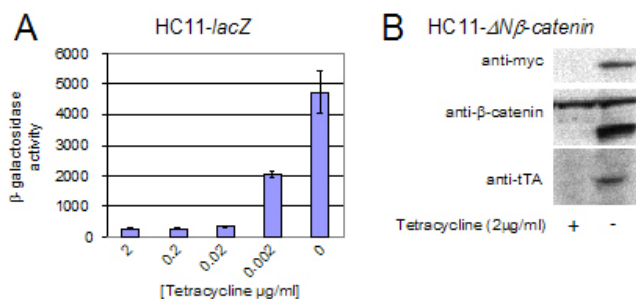 A HC11-lacZ
β galactosidase
activity
6000
5000
4000
3000
2000
1000
0
2 0.2 0.02 0.002 0
[Tetracycline µg/ml]
B HC11-ΔNβ-catenin
anti-myc
anti-β-catenin
anti-tTA
Tetracycline (2µg/ml) + -